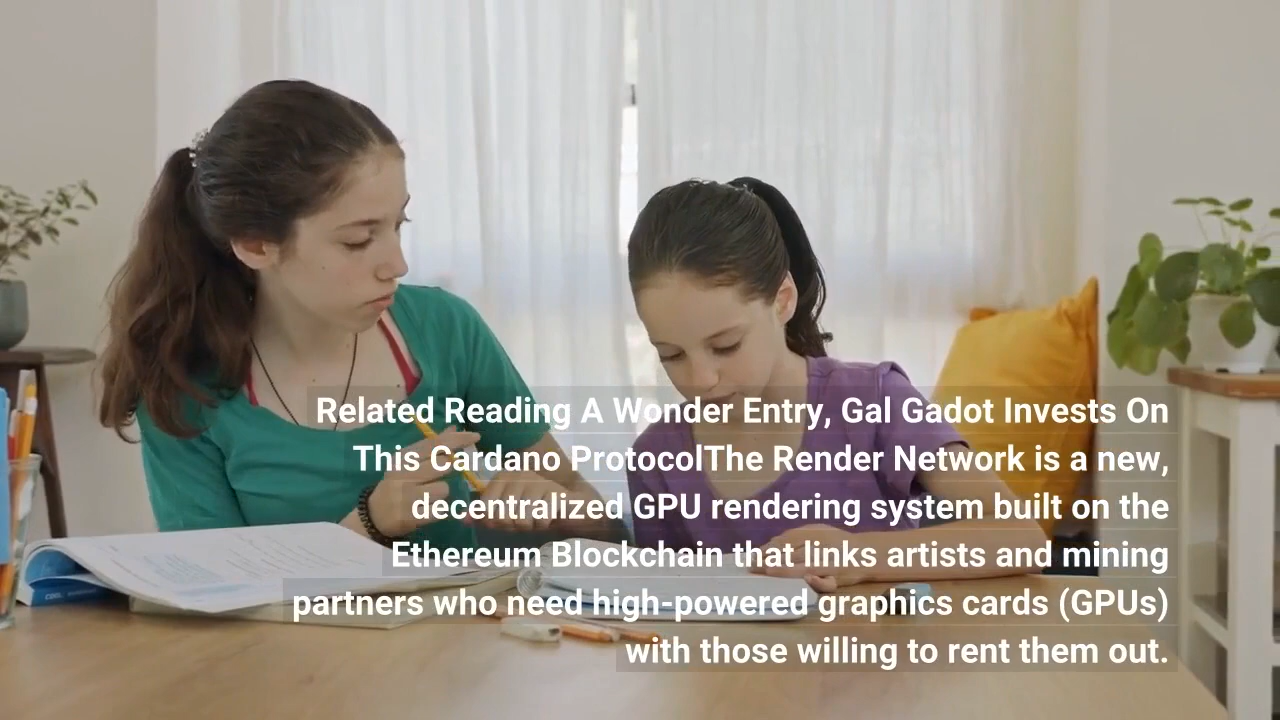 Related Reading A Wonder Entry, Gal Gadot Invests On
This Cardano ProtocolThe Render Network is a new,
decentralized GPU rendering system built on the
Ethereum Blockchain that links artists and mining
partners who need high-powered graphics cards (GPUs)
with those willing to rent them out.